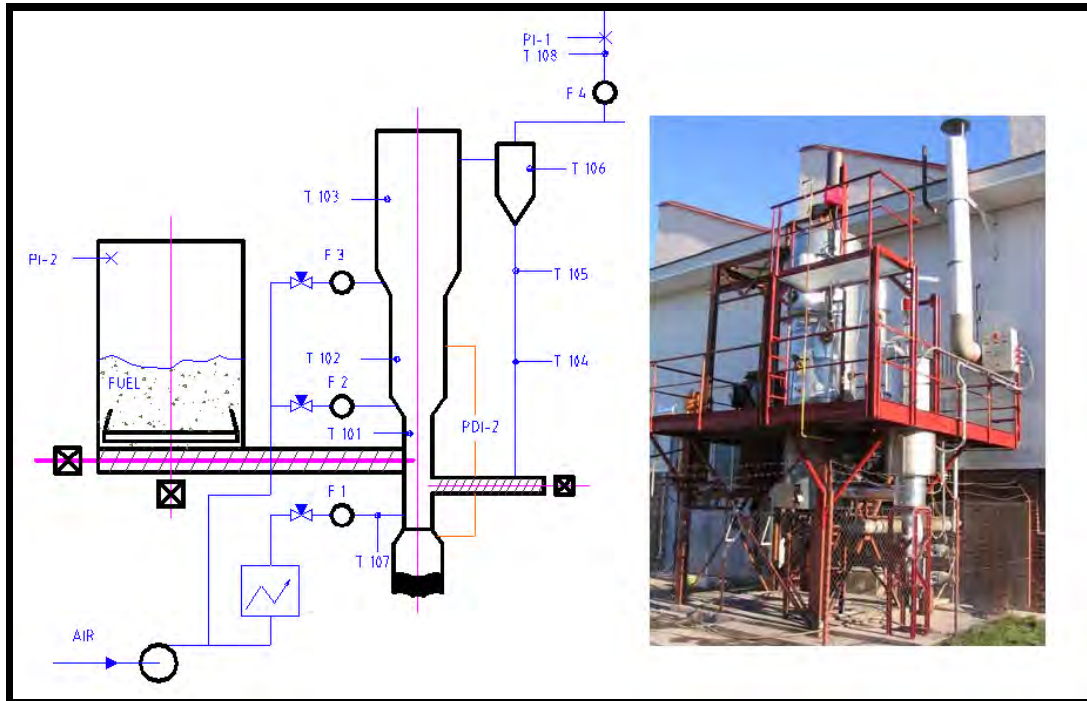 PI-1
T 108
F 4
T 106
T 103
PI-2
F 3
T 105
T 102
T 104
FUEL
F 2
T 101
PDI-2
F 1
T 107
AIR